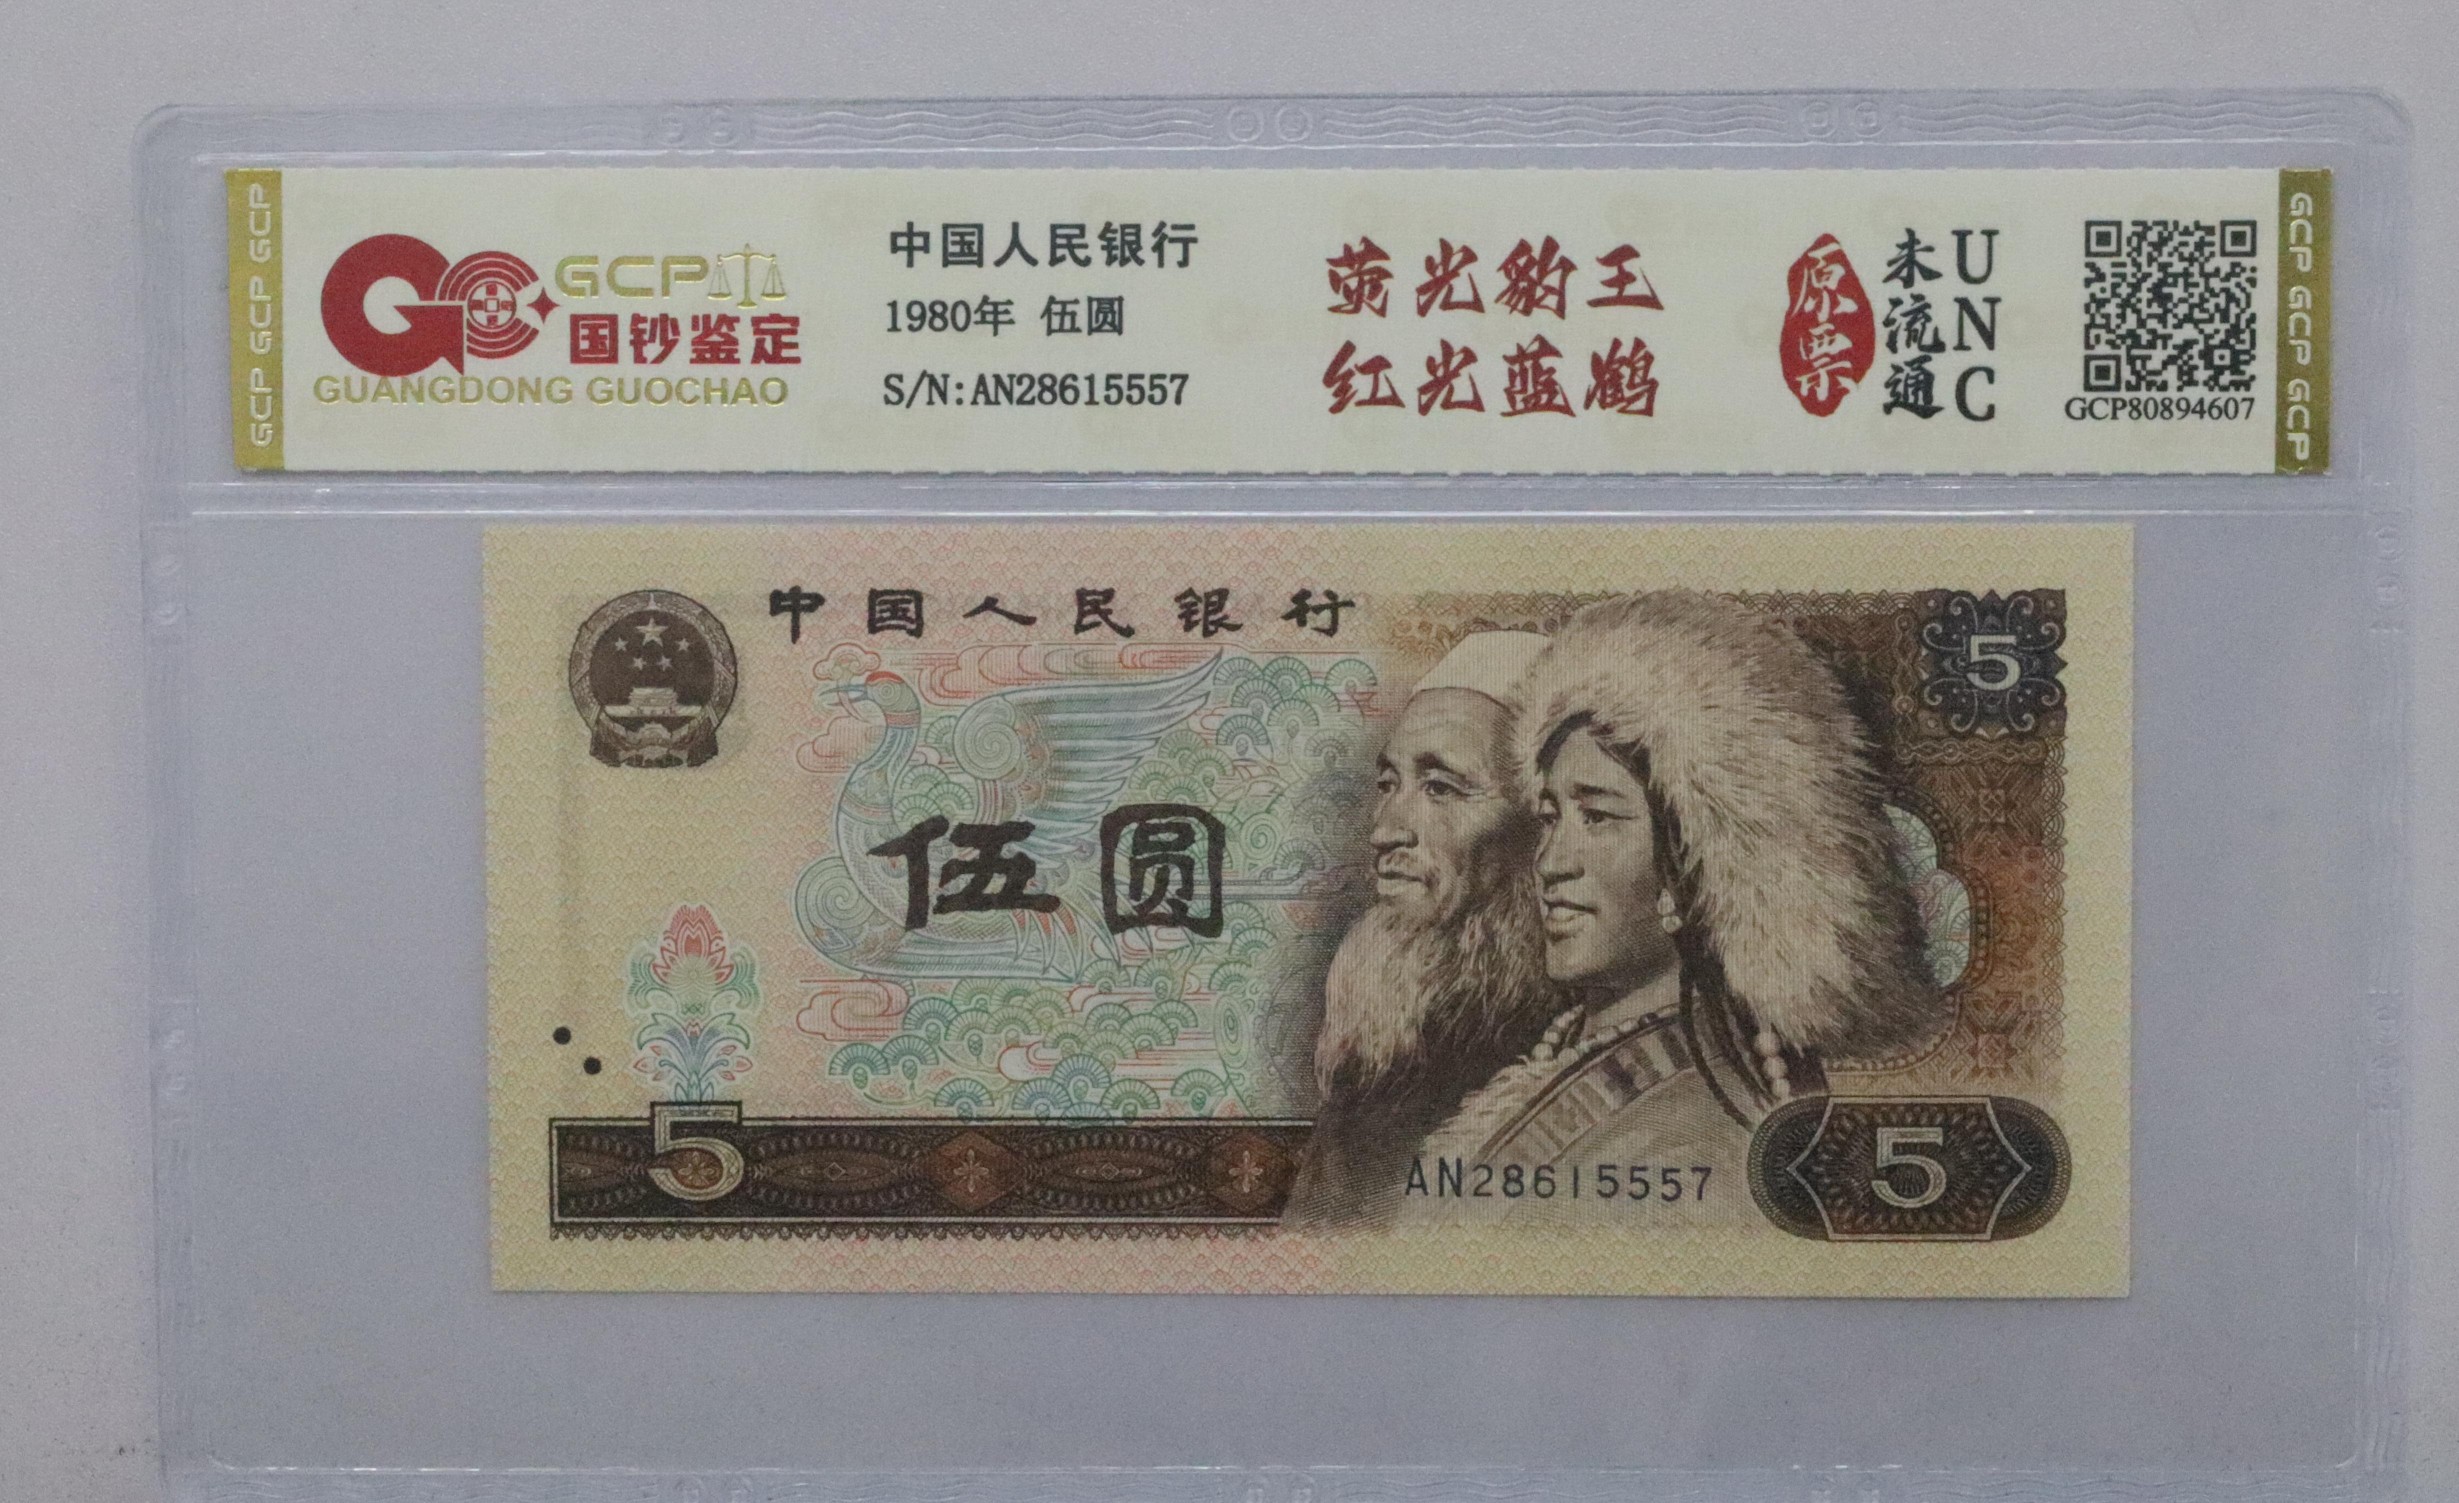 GCP GCP GCP
GCP
国钞鉴定
GUANGDONG GUOCHAO
中国人民银行
1980年 伍圆
S/N:AN28615557
荧光豹王
红光蓝鹤
原票
未流通
UNC
GCP80894607
GCP GCP GCP
中国人民银行
5
伍圆
5
AN28615557
5